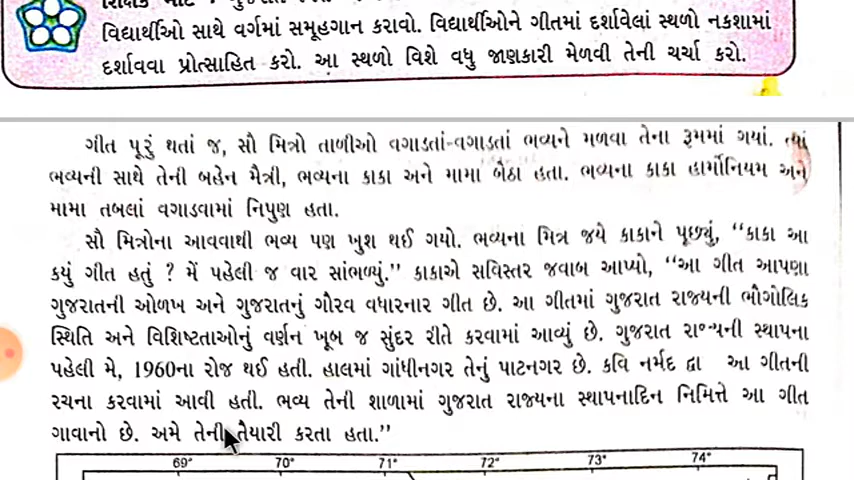 વિદ્યાર્થીઓ સાથે વર્ગમાં સમૂહગાન કરાવો. વિદ્યાર્થીઓને ગીતમાં દર્શાવેલાં સ્થળો નકશામાં
દર્શાવવા પ્રોત્સાહિત કરો. આ સ્થળો વિશે વધુ જાણકારી મેળવી તેની ચર્ચા કરો.
ગીત પૂરું થતાં જ, સૌ મિત્રો તાળીઓ વગાડતાં-વગાડતાં ભવ્યને મળવા તેના રૂમમાં ગયાં. ત્યાં
ભવ્યની સાથે તેની બહેન મૈત્રી, ભવ્યના કાકા અને મામા બેઠા હતા. ભવ્યના કાકા હાર્મોનિયમ અને
મામા તબલાં વગાડવામાં નિપુણ હતા.
સૌ મિત્રોના આવવાથી ભવ્ય પણ ખુશ થઈ ગયો. ભવ્યના મિત્ર જયે કાકાને પૂછ્યું, “કાકા આ
કયું ગીત હતું ? મેં પહેલી જ વાર સાંભળ્યું.” કાકાએ સવિસ્તર જવાબ આપ્યો, “આ ગીત આપણા
ગુજરાતની ઓળખ અને ગુજરાતનું ગૌરવ વધારનાર ગીત છે. આ ગીતમાં ગુજરાત રાજ્યની ભૌગોલિક
સ્થિતિ અને વિશિષ્ટતાઓનું વર્ણન ખૂબ જ સુંદર રીતે કરવામાં આવ્યું છે. ગુજરાત રાજ્યની સ્થાપના
પહેલી મે, 1960ના રોજ થઈ હતી. હાલમાં ગાંધીનગર તેનું પાટનગર છે. કવિ નર્મદ દ્વા આ ગીતની
રચના કરવામાં આવી હતી. ભવ્ય તેની શાળામાં ગુજરાત રાજ્યના સ્થાપનાદિન નિમિત્તે આ ગીત
ગાવાનો છે. અમે તેની તૈયારી કરતા હતા.”
69° 70° 71° 72° 73° 74°